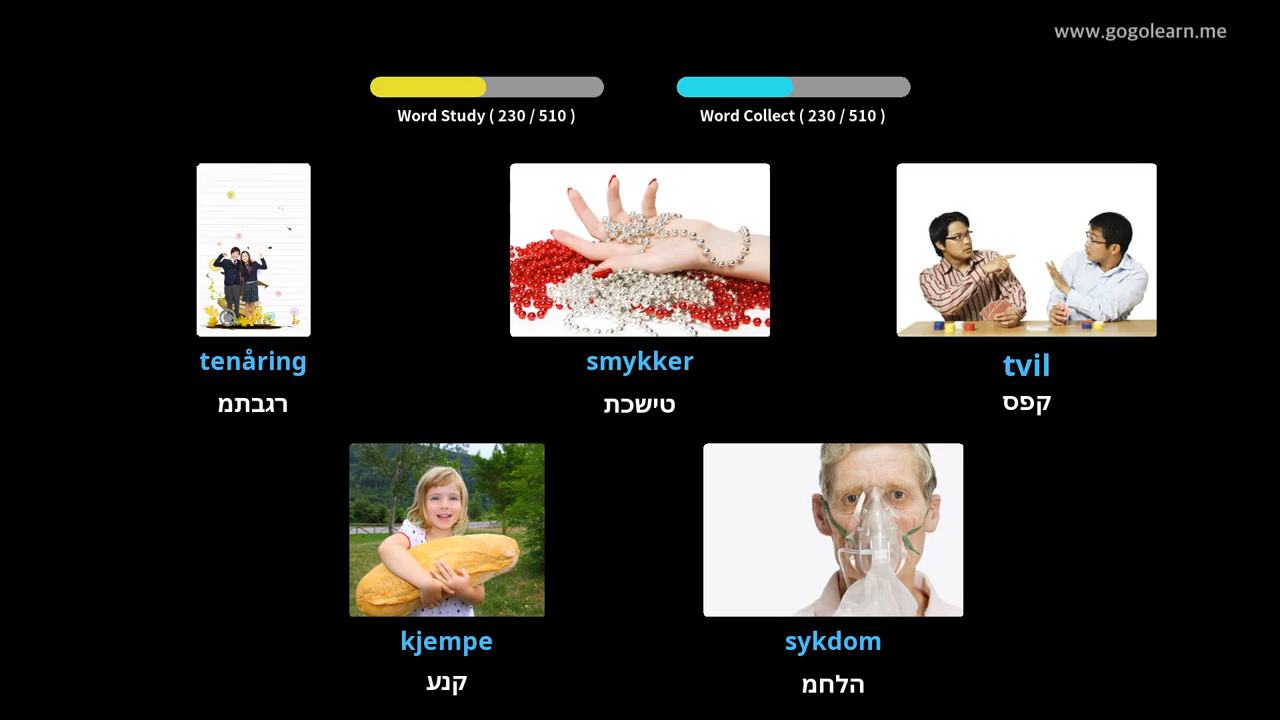 www.gogolearn.me
Word Study ( 230 / 510 )
Word Collect ( 230 / 510 )
tenåring
רגבתמ
smykker
טישכת
tvil
קפס
kjempe
קנע
sykdom
הלחמ